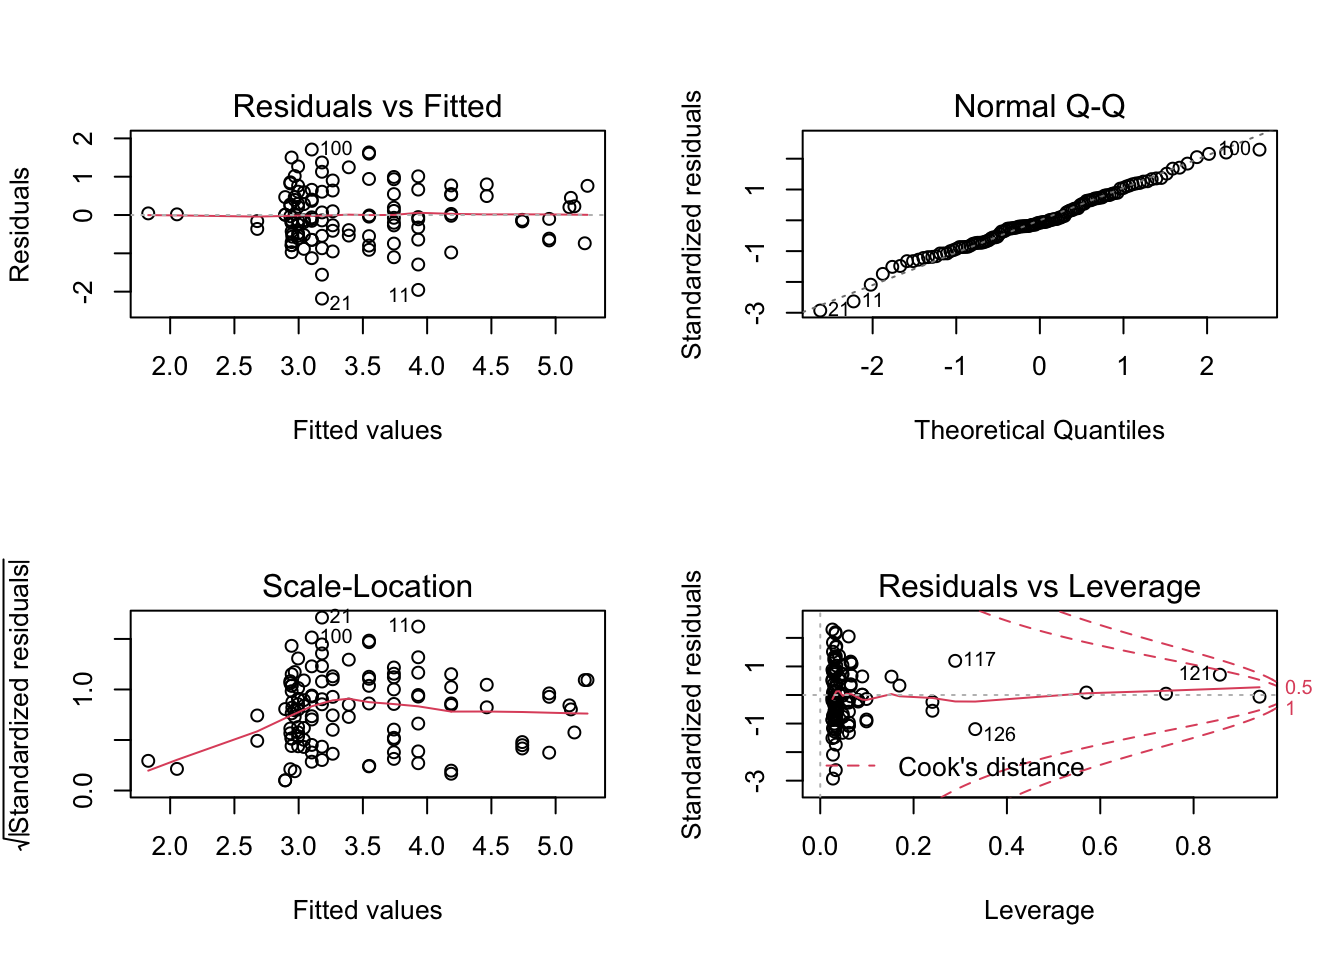 Residuals vs Fitted
Residuals
2
1
0
-2
100
21
11
2.0 2.5 3.0 3.5 4.0 4.5 5.0
Fitted values
Normal Q-Q
Standardized residuals
1
-1
-3
100
11
21
-2 -1 0 1 2
Theoretical Quantiles
Scale-Location
√|Standardized residuals|
1.0
0.0
21
100
11
2.0 2.5 3.0 3.5 4.0 4.5 5.0
Fitted values
Residuals vs Leverage
Standardized residuals
1
-1
-3
117
121
126
0.5
1
Cook's distance
0.0 0.2 0.4 0.6 0.8
Leverage